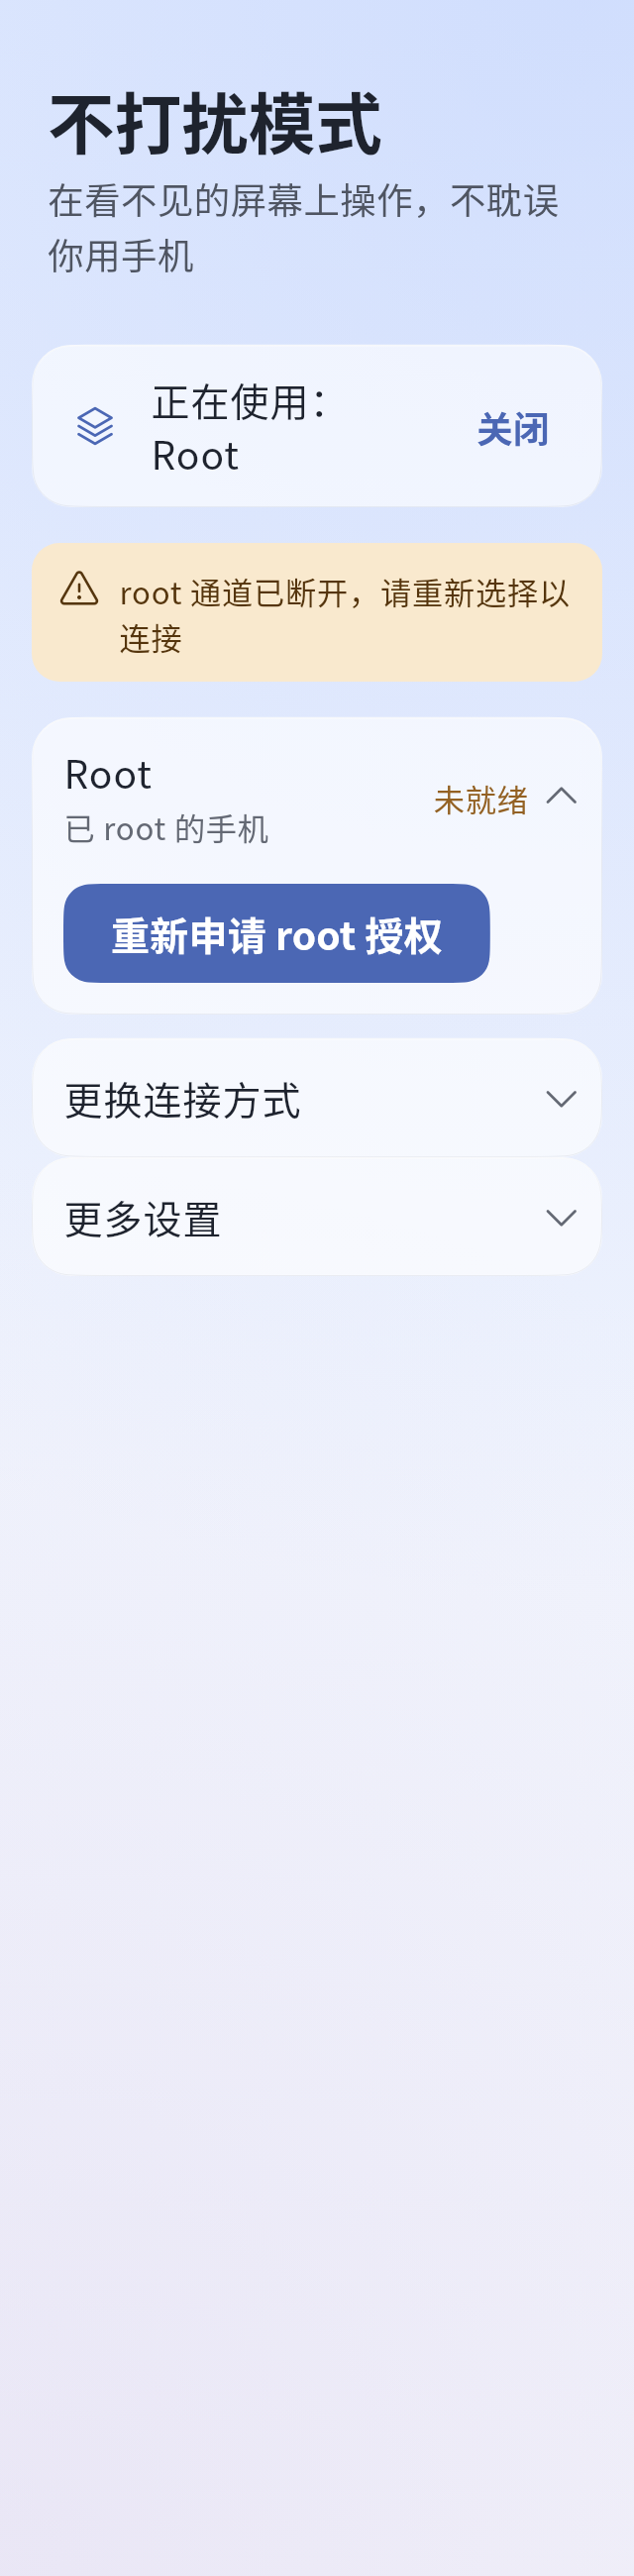 不打扰模式
在看不见的屏幕上操作，不耽误
你用手机
正在使用：
Root
关闭
root 通道已断开，请重新选择以
连接
Root
已 root 的手机
未就绪
重新申请 root 授权
更换连接方式
更多设置